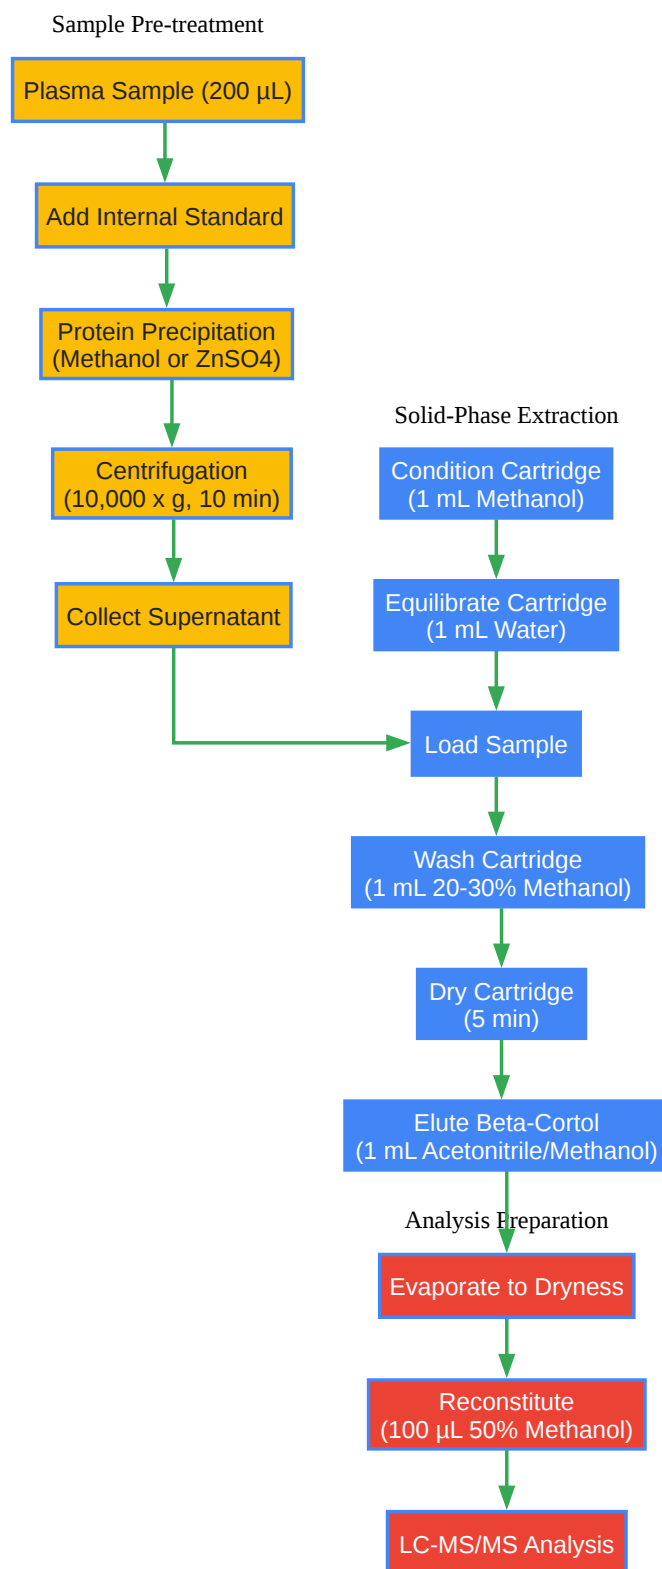 Sample Pre-treatment
Plasma Sample (200 µL)
Add Internal Standard
Protein Precipitation
(Methanol or ZnSO4)
Centrifugation
(10,000 x g, 10 min)
Collect Supernatant
Solid-Phase Extraction
Condition Cartridge
(1 mL Methanol)
Equilibrate Cartridge
(1 mL Water)
Load Sample
Wash Cartridge
(1 mL 20-30% Methanol)
Dry Cartridge
(5 min)
Elute Beta-Cortol
(1 mL Acetonitrile/Methanol)
Analysis Preparation
Evaporate to Dryness
Reconstitute
(100 µL 50% Methanol)
LC-MS/MS Analysis